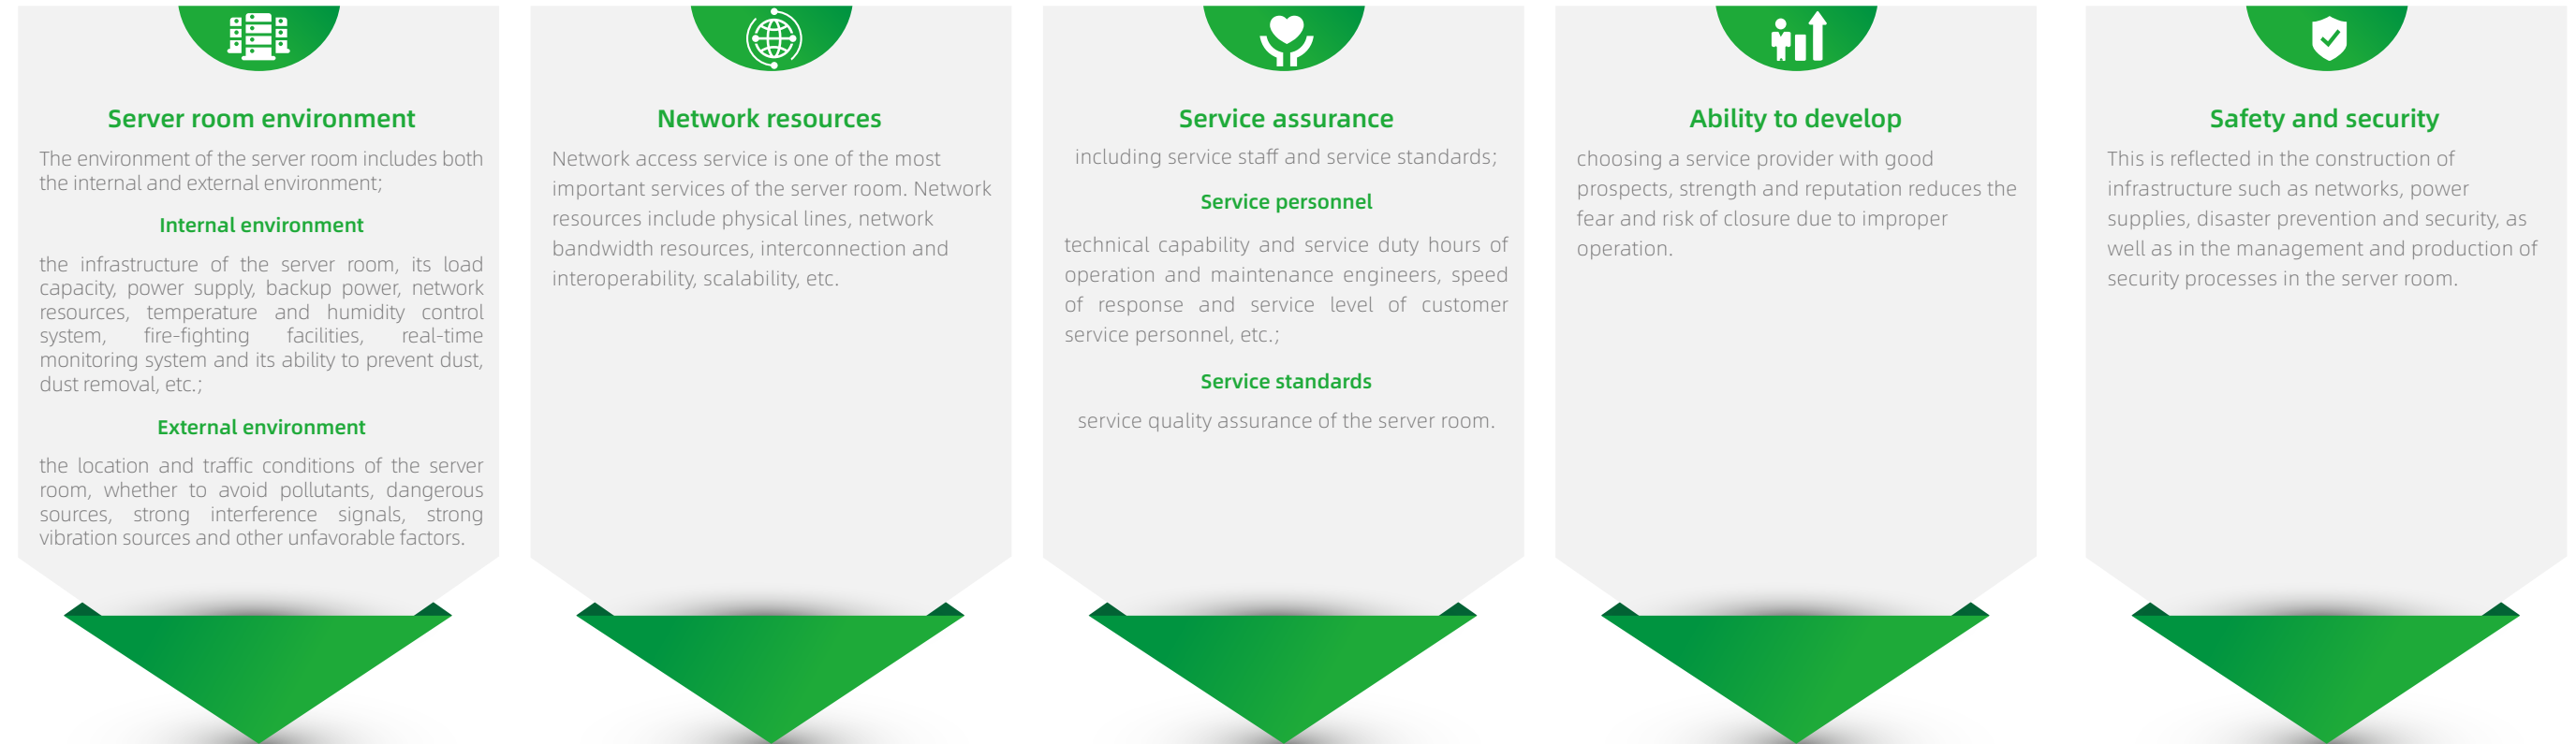 Server room environment
The environment of the server room includes both
the internal and external environment;
Internal environment
the infrastructure of the server room, its load
capacity, power supply, backup power, network
resources, temperature and humidity control
system, fire-fighting facilities, real-time
monitoring system and its ability to prevent dust,
dust removal, etc.;
External environment
the location and traffic conditions of the server
room, whether to avoid pollutants, dangerous
sources, strong interference signals, strong
vibration sources and other unfavorable factors.
Network resources
Network access service is one of the most
important services of the server room. Network
resources include physical lines, network
bandwidth resources, interconnection and
interoperability, scalability, etc.
Service assurance
including service staff and service standards;
Service personnel
technical capability and service duty hours of
operation and maintenance engineers, speed
of response and service level of customer
service personnel, etc.;
Service standards
service quality assurance of the server room.
Ability to develop
choosing a service provider with good
prospects, strength and reputation reduces the
fear and risk of closure due to improper
operation.
Safety and security
This is reflected in the construction of
infrastructure such as networks, power
supplies, disaster prevention and security, as
well as in the management and production of
security processes in the server room.